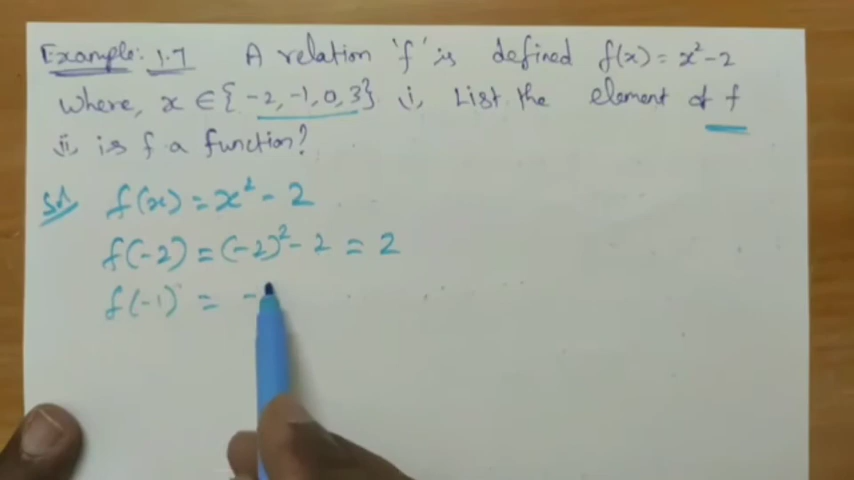 Example: 1.7 A relation 'f' is defined f(x) = x² - 2
where, x ∈ {-2, -1, 0, 3} i, List the element of f
ii, is f a function?
Sol f(x) = x² - 2
f(-2) = (-2)² - 2 = 2
f(-1) = -